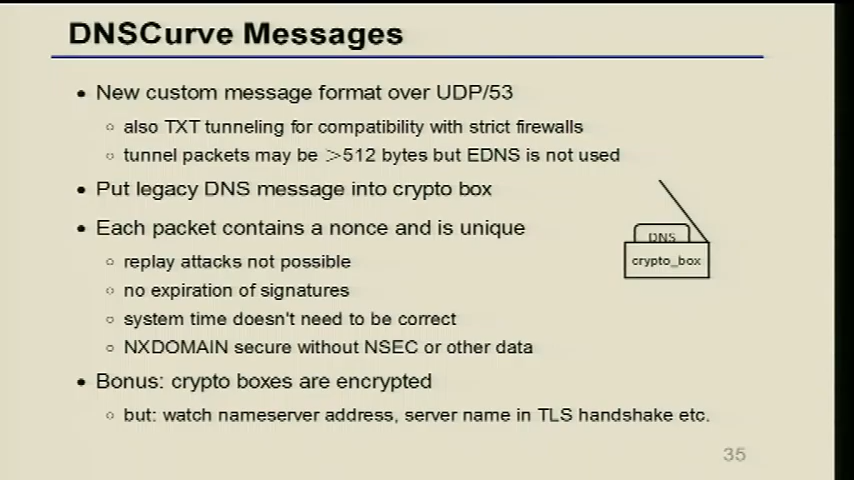 DNSCurve Messages
• New custom message format over UDP/53
◦ also TXT tunneling for compatibility with strict firewalls
◦ tunnel packets may be >512 bytes but EDNS is not used
• Put legacy DNS message into crypto box
• Each packet contains a nonce and is unique
◦ replay attacks not possible
◦ no expiration of signatures
◦ system time doesn't need to be correct
◦ NXDOMAIN secure without NSEC or other data
• Bonus: crypto boxes are encrypted
◦ but: watch nameserver address, server name in TLS handshake etc.
DNS
crypto_box
35